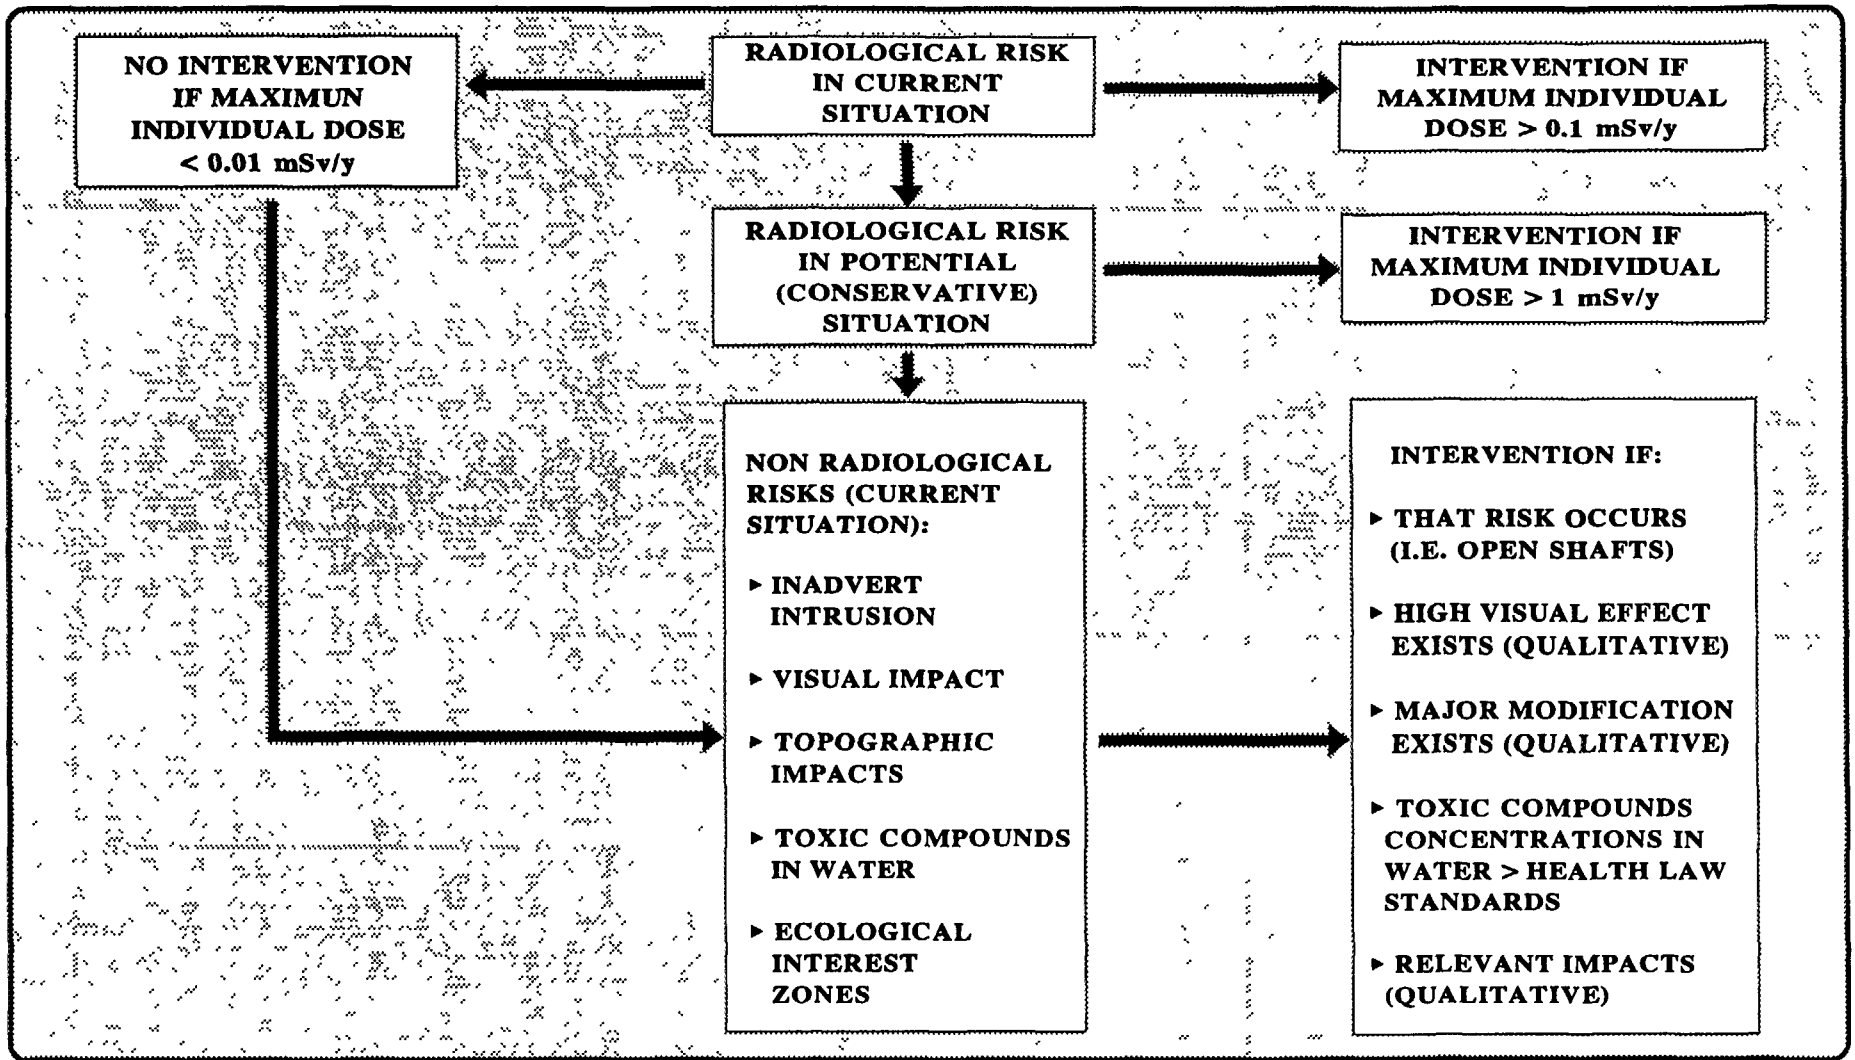 NO INTERVENTION
IF MAXIMUN
INDIVIDUAL DOSE
< 0.01 mSv/y
RADIOLOGICAL RISK
IN CURRENT
SITUATION
INTERVENTION IF
MAXIMUM INDIVIDUAL
DOSE > 0.1 mSv/y
RADIOLOGICAL RISK
IN POTENTIAL
(CONSERVATIVE)
SITUATION
INTERVENTION IF
MAXIMUM INDIVIDUAL
DOSE > 1 mSv/y
NON RADIOLOGICAL
RISKS (CURRENT
SITUATION):
▸ INADVERT
INTRUSION
▸ VISUAL IMPACT
▸ TOPOGRAPHIC
IMPACTS
▸ TOXIC COMPOUNDS
IN WATER
▸ ECOLOGICAL
INTEREST
ZONES
INTERVENTION IF:
▸ THAT RISK OCCURS
(I.E. OPEN SHAFTS)
▸ HIGH VISUAL EFFECT
EXISTS (QUALITATIVE)
▸ MAJOR MODIFICATION
EXISTS (QUALITATIVE)
▸ TOXIC COMPOUNDS
CONCENTRATIONS IN
WATER > HEALTH LAW
STANDARDS
▸ RELEVANT IMPACTS
(QUALITATIVE)